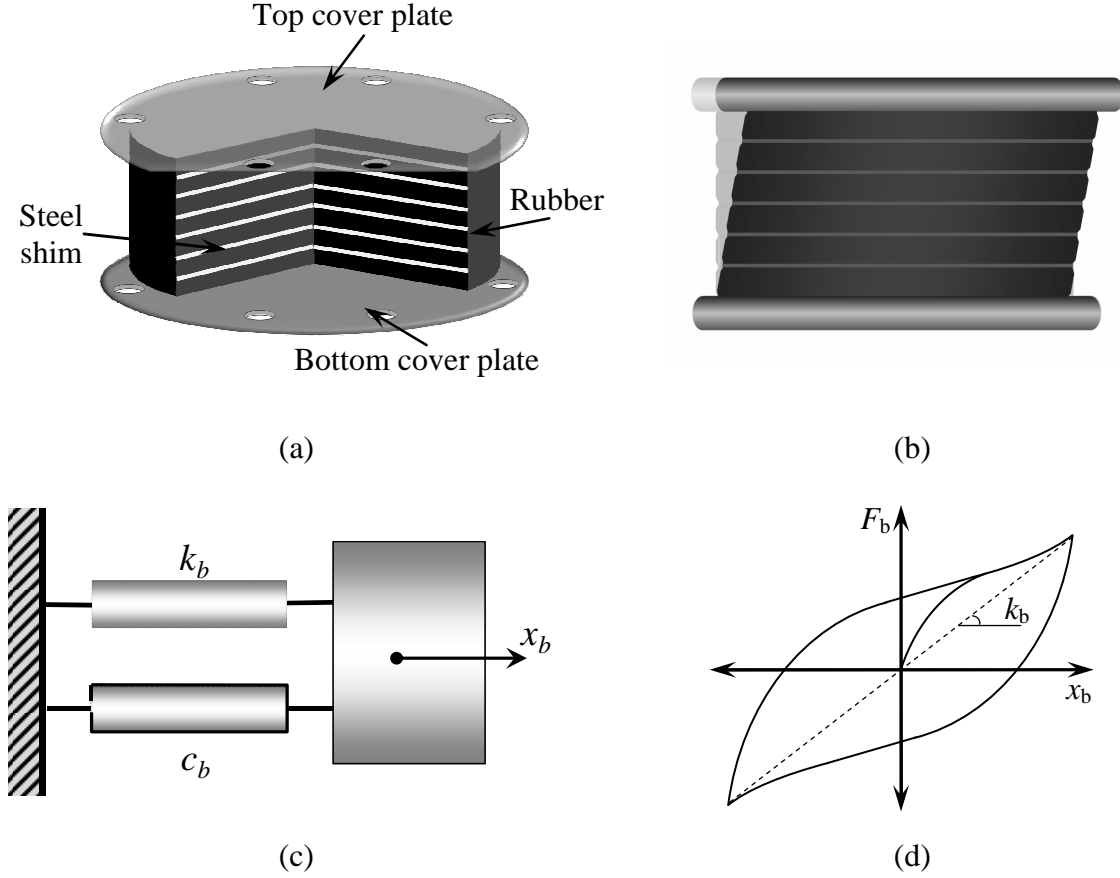 Top cover plate
Steel
shim
Rubber
Bottom cover plate
(a)
(b)
k_b
x_b
c_b
(c)
F_b
k_b
x_b
(d)